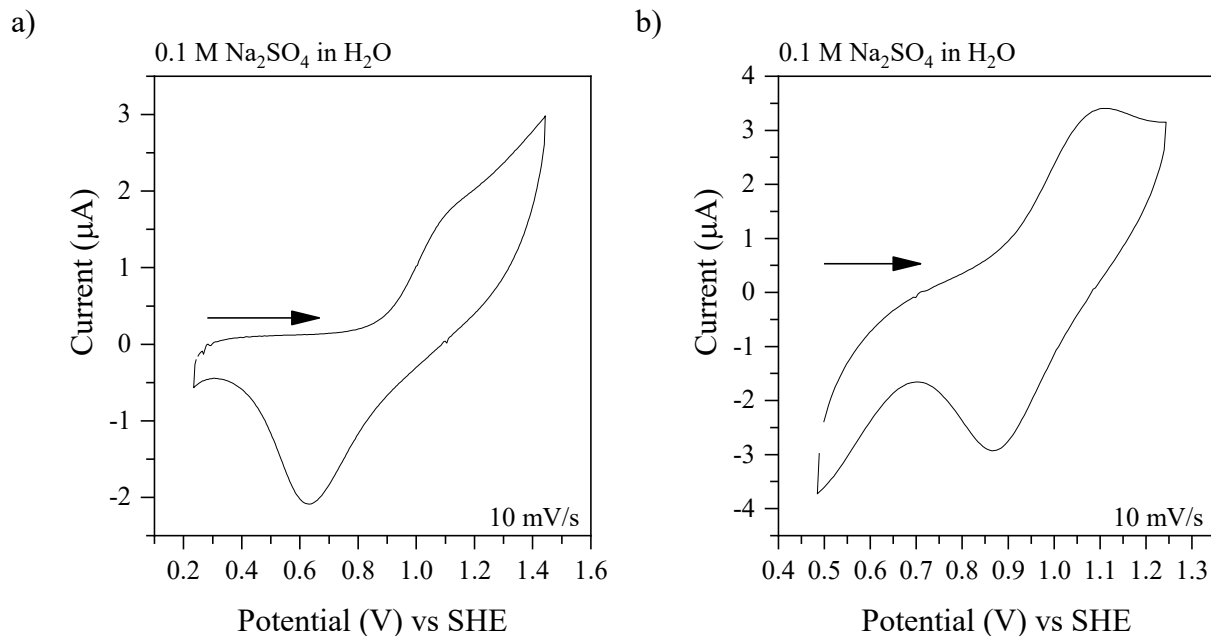 a)
0.1 M Na₂SO₄ in H₂O
Current (μA)
3
2
1
0
-1
-2
10 mV/s
0.2 0.4 0.6 0.8 1.0 1.2 1.4 1.6
Potential (V) vs SHE
b)
0.1 M Na₂SO₄ in H₂O
Current (μA)
4
3
2
1
0
-1
-2
-3
-4
10 mV/s
0.4 0.5 0.6 0.7 0.8 0.9 1.0 1.1 1.2 1.3
Potential (V) vs SHE